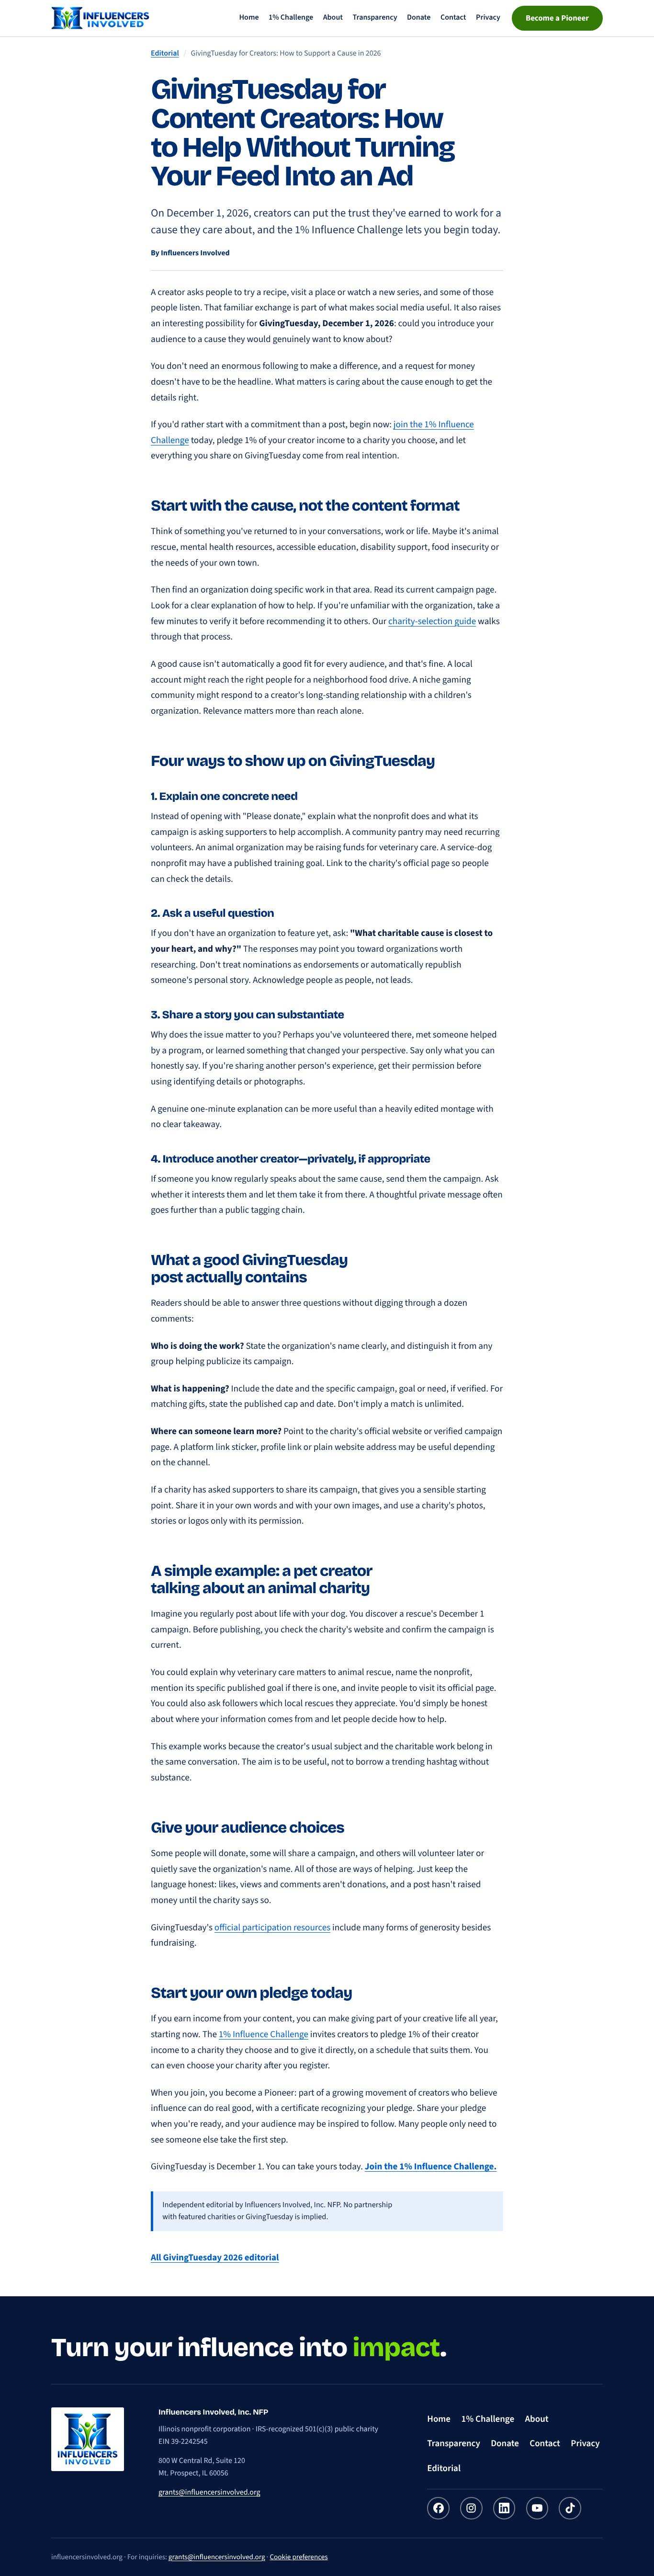 INFLUENCERS
INVOLVED
Home 1% Challenge About Transparency Donate Contact Privacy Become a Pioneer
Editorial / GivingTuesday for Creators: How to Support a Cause in 2026
GivingTuesday for
Content Creators: How
to Help Without Turning
Your Feed Into an Ad
On December 1, 2026, creators can put the trust they've earned to work for a
cause they care about, and the 1% Influence Challenge lets you begin today.
By Influencers Involved
A creator asks people to try a recipe, visit a place or watch a new series, and some of those
people listen. That familiar exchange is part of what makes social media useful. It also raises
an interesting possibility for GivingTuesday, December 1, 2026: could you introduce your
audience to a cause they would genuinely want to know about?
You don't need an enormous following to make a difference, and a request for money
doesn't have to be the headline. What matters is caring about the cause enough to get the
details right.
If you'd rather start with a commitment than a post, begin now: join the 1% Influence
Challenge today, pledge 1% of your creator income to a charity you choose, and let
everything you share on GivingTuesday come from real intention.
Start with the cause, not the content format
Think of something you've returned to in your conversations, work or life. Maybe it's animal
rescue, mental health resources, accessible education, disability support, food insecurity or
the needs of your own town.
Then find an organization doing specific work in that area. Read its current campaign page.
Look for a clear explanation of how to help. If you're unfamiliar with the organization, take a
few minutes to verify it before recommending it to others. Our charity-selection guide walks
through that process.
A good cause isn't automatically a good fit for every audience, and that's fine. A local
account might reach the right people for a neighborhood food drive. A niche gaming
community might respond to a creator's long-standing relationship with a children's
organization. Relevance matters more than reach alone.
Four ways to show up on GivingTuesday
1. Explain one concrete need
Instead of opening with "Please donate," explain what the nonprofit does and what its
campaign is asking supporters to help accomplish. A community pantry may need recurring
volunteers. An animal organization may be raising funds for veterinary care. A service-dog
nonprofit may have a published training goal. Link to the charity's official page so people
can check the details.
2. Ask a useful question
If you don't have an organization to feature yet, ask: "What charitable cause is closest to
your heart, and why?" The responses may point you toward organizations worth
researching. Don't treat nominations as endorsements or automatically republish
someone's personal story. Acknowledge people as people, not leads.
3. Share a story you can substantiate
Why does the issue matter to you? Perhaps you've volunteered there, met someone helped
by a program, or learned something that changed your perspective. Say only what you can
honestly say. If you're sharing another person's experience, get their permission before
using identifying details or photographs.
A genuine one-minute explanation can be more useful than a heavily edited montage with
no clear takeaway.
4. Introduce another creator—privately, if appropriate
If someone you know regularly speaks about the same cause, send them the campaign. Ask
whether it interests them and let them take it from there. A thoughtful private message often
goes further than a public tagging chain.
What a good GivingTuesday
post actually contains
Readers should be able to answer three questions without digging through a dozen
comments:
Who is doing the work? State the organization's name clearly, and distinguish it from any
group helping publicize its campaign.
What is happening? Include the date and the specific campaign, goal or need, if verified. For
matching gifts, state the published cap and date. Don't imply a match is unlimited.
Where can someone learn more? Point to the charity's official website or verified campaign
page. A platform link sticker, profile link or plain website address may be useful depending
on the channel.
If a charity has asked supporters to share its campaign, that gives you a sensible starting
point. Share it in your own words and with your own images, and use a charity's photos,
stories or logos only with its permission.
A simple example: a pet creator
talking about an animal charity
Imagine you regularly post about life with your dog. You discover a rescue's December 1
campaign. Before publishing, you check the charity's website and confirm the campaign is
current.
You could explain why veterinary care matters to animal rescue, name the nonprofit,
mention its specific published goal if there is one, and invite people to visit its official page.
You could also ask followers which local rescues they appreciate. You'd simply be honest
about where your information comes from and let people decide how to help.
This example works because the creator's usual subject and the charitable work belong in
the same conversation. The aim is to be useful, not to borrow a trending hashtag without
substance.
Give your audience choices
Some people will donate, some will share a campaign, and others will volunteer later or
quietly save the organization's name. All of those are ways of helping. Just keep the
language honest: likes, views and comments aren't donations, and a post hasn't raised
money until the charity says so.
GivingTuesday's official participation resources include many forms of generosity besides
fundraising.
Start your own pledge today
If you earn income from your content, you can make giving part of your creative life all year,
starting now. The 1% Influence Challenge invites creators to pledge 1% of their creator
income to a charity they choose and to give it directly, on a schedule that suits them. You
can even choose your charity after you register.
When you join, you become a Pioneer: part of a growing movement of creators who believe
influence can do real good, with a certificate recognizing your pledge. Share your pledge
when you're ready, and your audience may be inspired to follow. Many people only need to
see someone else take the first step.
GivingTuesday is December 1. You can take yours today. Join the 1% Influence Challenge.
Independent editorial by Influencers Involved, Inc. NFP. No partnership
with featured charities or GivingTuesday is implied.
All GivingTuesday 2026 editorial
Turn your influence into impact.
INFLUENCERS
INVOLVED
Influencers Involved, Inc. NFP
Illinois nonprofit corporation · IRS-recognized 501(c)(3) public charity
EIN 39-2242545
800 W Central Rd, Suite 120
Mt. Prospect, IL 60056
grants@influencersinvolved.org
Home 1% Challenge About
Transparency Donate Contact Privacy
Editorial
influencersinvolved.org · For inquiries: grants@influencersinvolved.org · Cookie preferences